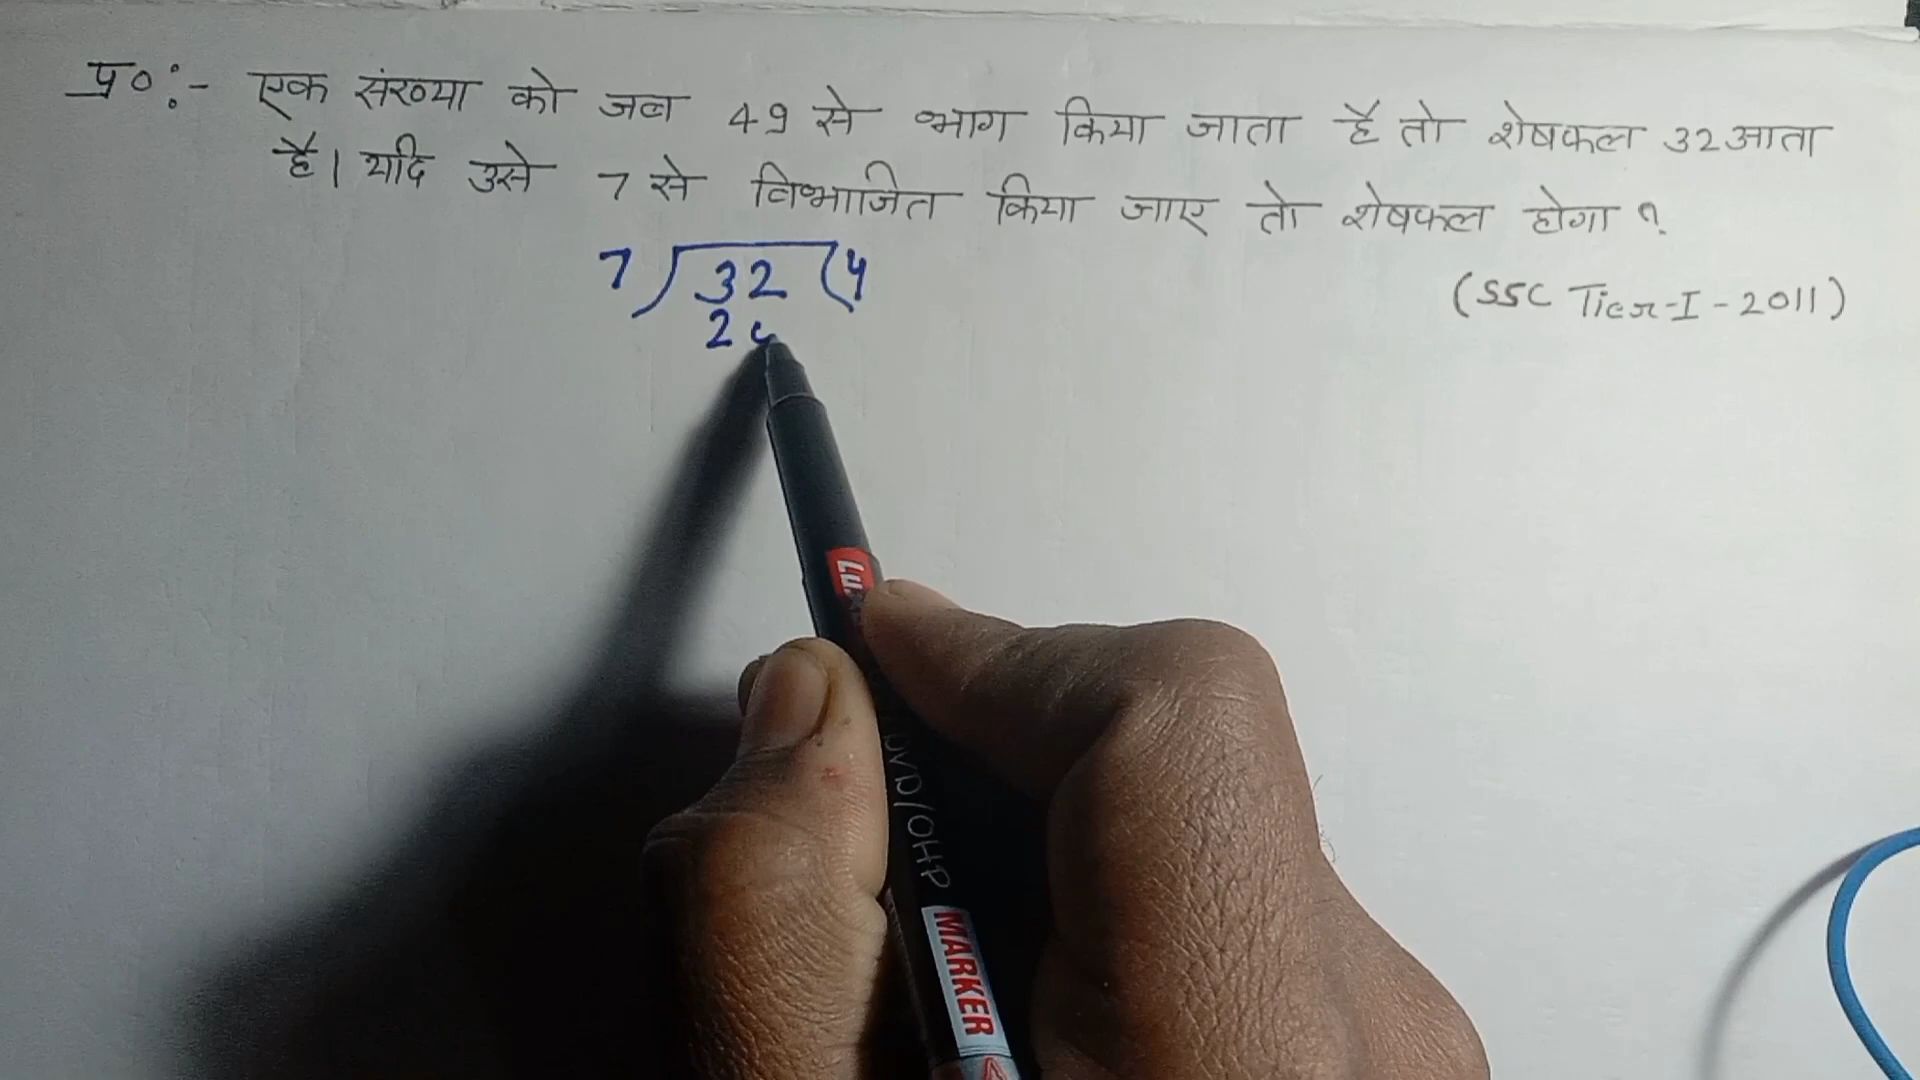 प्र०:- एक संख्या को जब 49 से भाग किया जाता है तो शेषफल 32 आता
है। यदि उसे 7 से विभाजित किया जाए तो शेषफल होगा ?
(SSC Tier-I-2011)
7) 32 (4
2
DVD/OHP MARKER